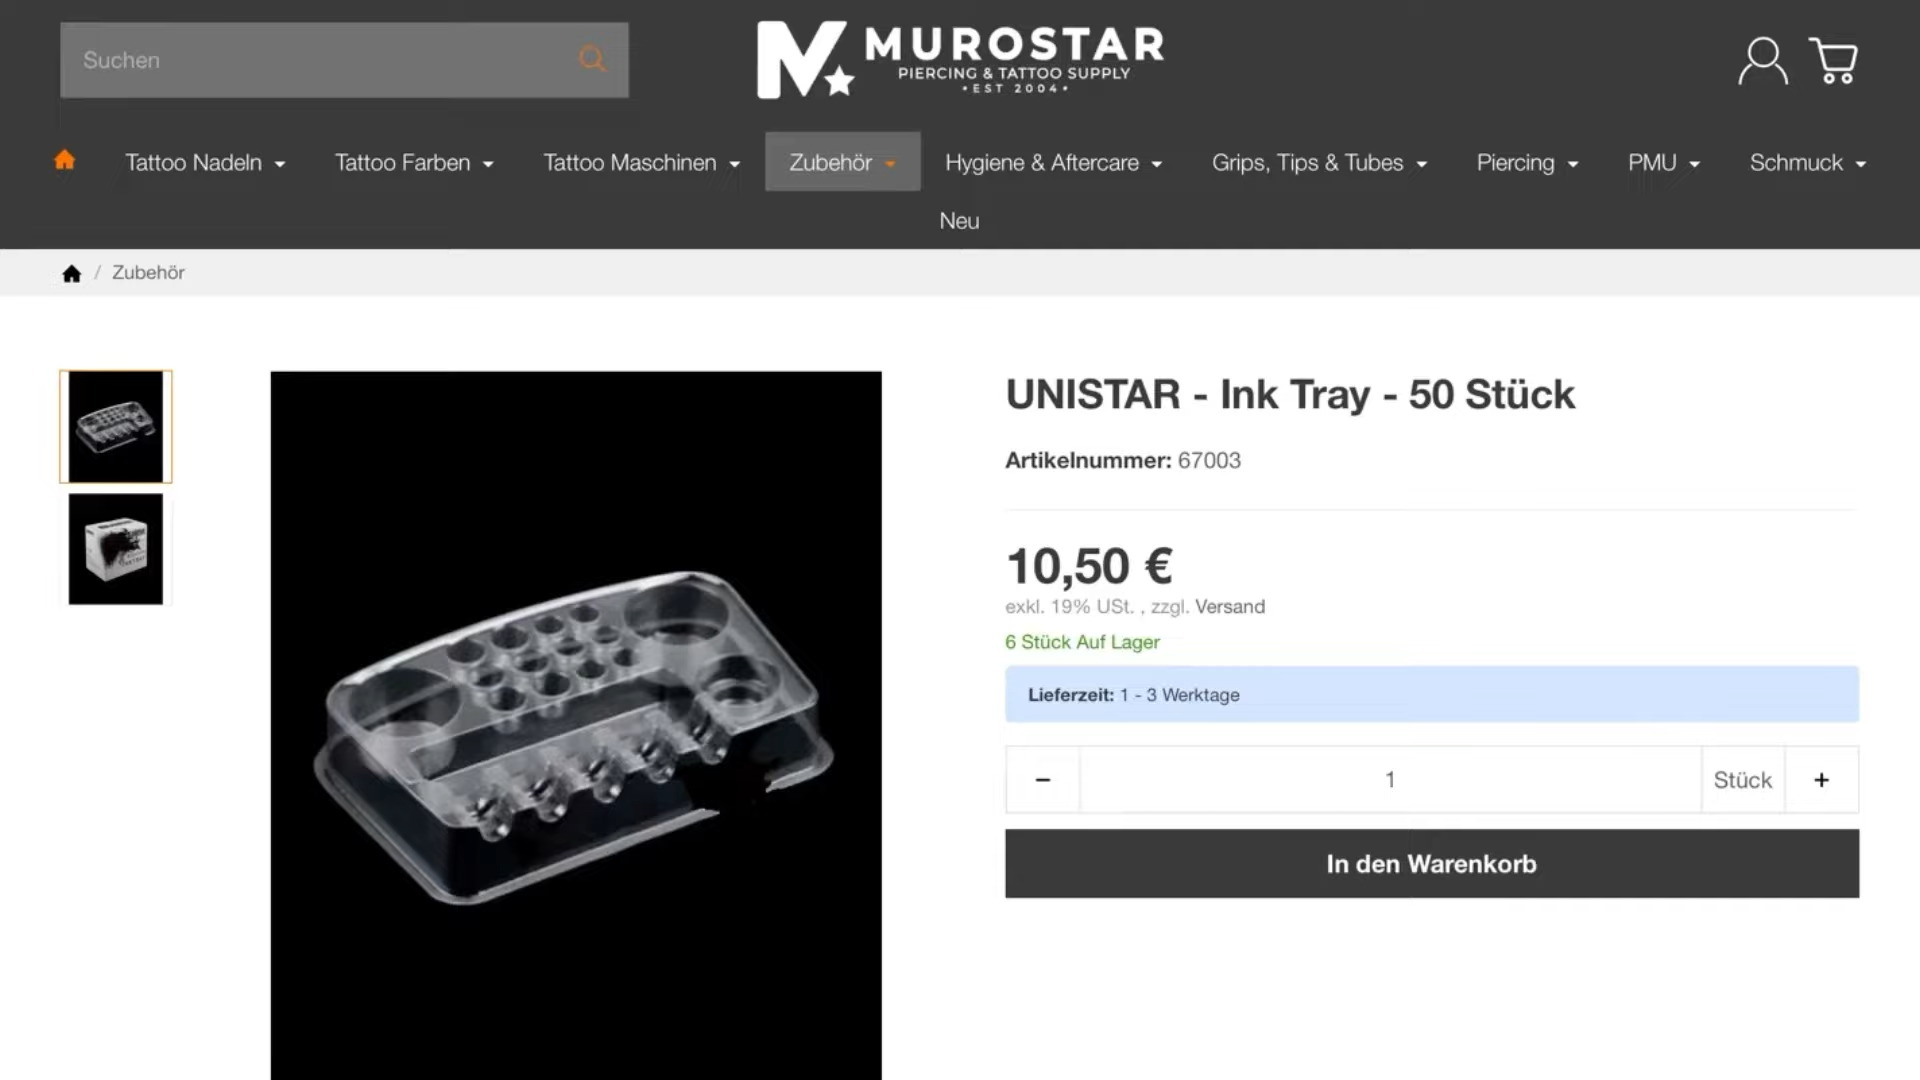 Suchen
MUROSTAR
PIERCING & TATTOO SUPPLY
• EST 2004 •
Tattoo Nadeln
Tattoo Farben
Tattoo Maschinen
Zubehör
Hygiene & Aftercare
Grips, Tips & Tubes
Piercing
PMU
Schmuck
Neu
/ Zubehör
UNISTAR - Ink Tray - 50 Stück
Artikelnummer: 67003
10,50 €
exkl. 19% USt. , zzgl. Versand
6 Stück Auf Lager
Lieferzeit: 1 - 3 Werktage
− 1 Stück +
In den Warenkorb